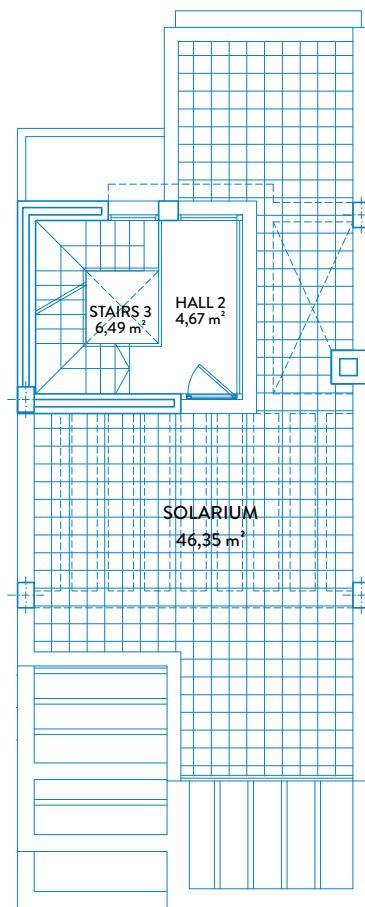 STAIRS 3
6,49 m²
HALL 2
4,67 m²
SOLARIUM
46,35 m²